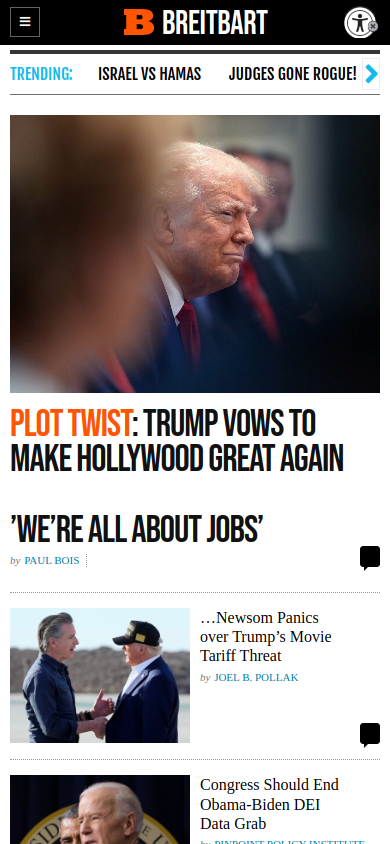 BREITBART
TRENDING:
ISRAEL VS HAMAS
JUDGES GONE ROGUE!
PLOT TWIST: TRUMP VOWS TO
MAKE HOLLYWOOD GREAT AGAIN
'WE'RE ALL ABOUT JOBS'
by PAUL BOIS
…Newsom Panics
over Trump's Movie
Tariff Threat
by JOEL B. POLLAK
Congress Should End
Obama-Biden DEI
Data Grab
by PINPOINT POLICY INSTITUTE